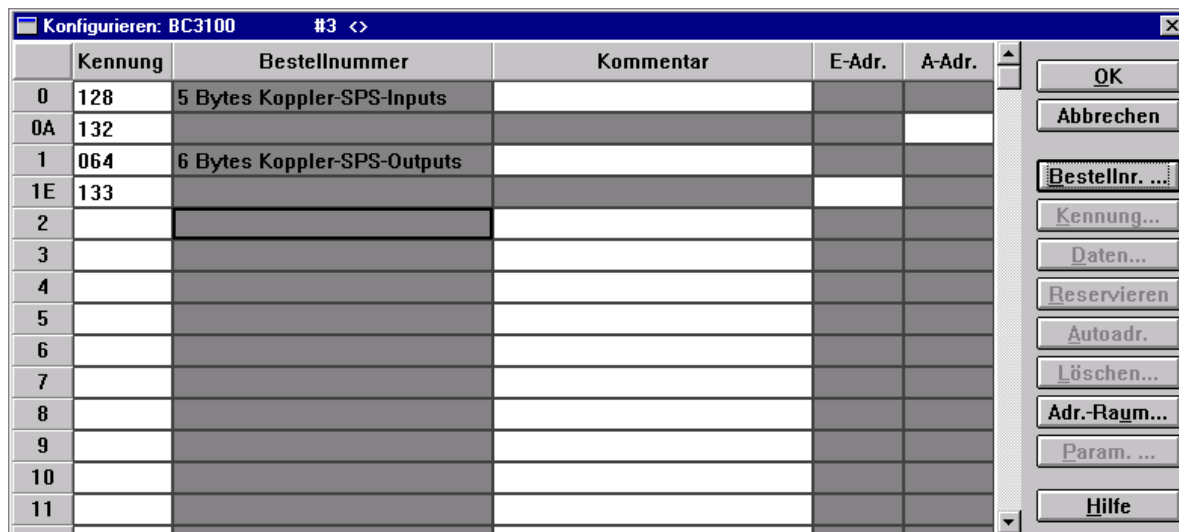 Konfigurieren: BC3100 #3 <>
Kennung Bestellnummer Kommentar E-Adr. A-Adr.
0 128 5 Bytes Koppler-SPS-Inputs
0A 132
1 064 6 Bytes Koppler-SPS-Outputs
1E 133
2
3
4
5
6
7
8
9
10
11
OK
Abbrechen
Bestellnr. ...
Kennung...
Daten...
Reservieren
Autoadr.
Löschen...
Adr.-Raum...
Param. ...
Hilfe